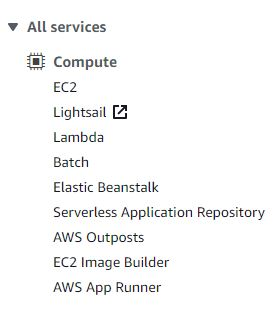 All services
Compute
EC2
Lightsail
Lambda
Batch
Elastic Beanstalk
Serverless Application Repository
AWS Outposts
EC2 Image Builder
AWS App Runner